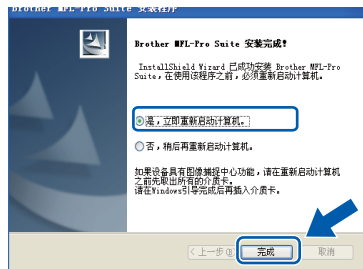 Brother MFL-Pro Suite 安装程序
Brother MFL-Pro Suite 安装完成!
InstallShield Wizard 已成功安装 Brother MFL-Pro
Suite,在使用该程序之前,必须重新启动计算机。
是,立即重新启动计算机。
否,稍后再重新启动计算机。
如果设备具有图像捕捉中心功能,请在重新启动计算机
之前先取出所有的介质卡。
请在Windows引导完成后再插入介质卡。
<上一步(B) 完成 取消